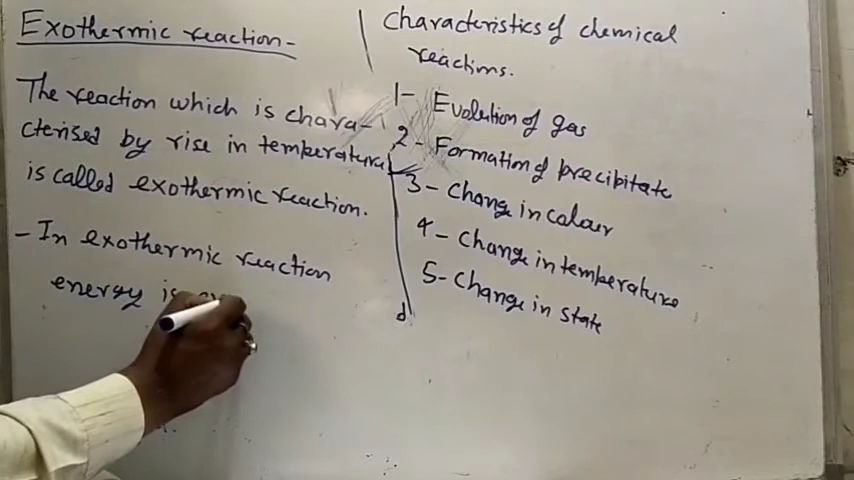 Exothermic reaction-
The reaction which is chara-
cterised by rise in temperature
is called exothermic reaction.
- In exothermic reaction
energy is
Characteristics of chemical
reactions.
1- Evolution of gas
2- Formation of precipitate
3- Change in colour
4- Change in temperature
5- Change in state